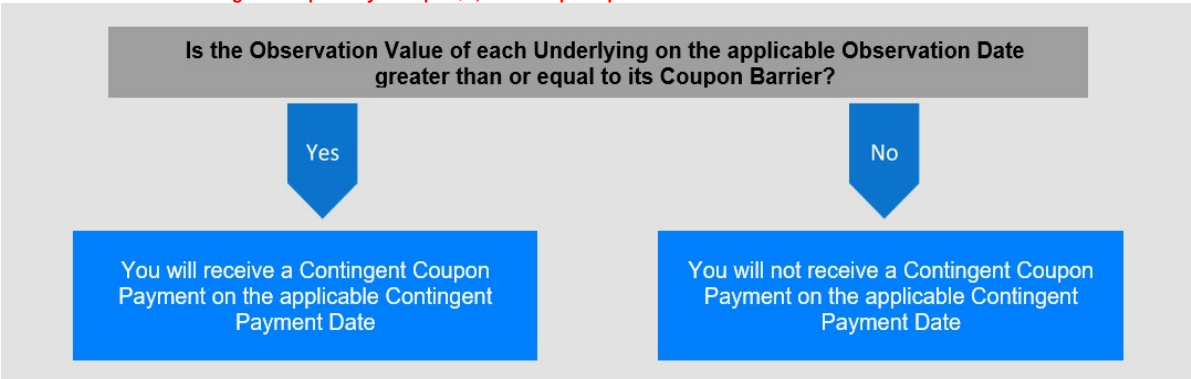 Is the Observation Value of each Underlying on the applicable Observation Date
greater than or equal to its Coupon Barrier?
Yes
No
You will receive a Contingent Coupon
Payment on the applicable Contingent
Payment Date
You will not receive a Contingent Coupon
Payment on the applicable Contingent
Payment Date